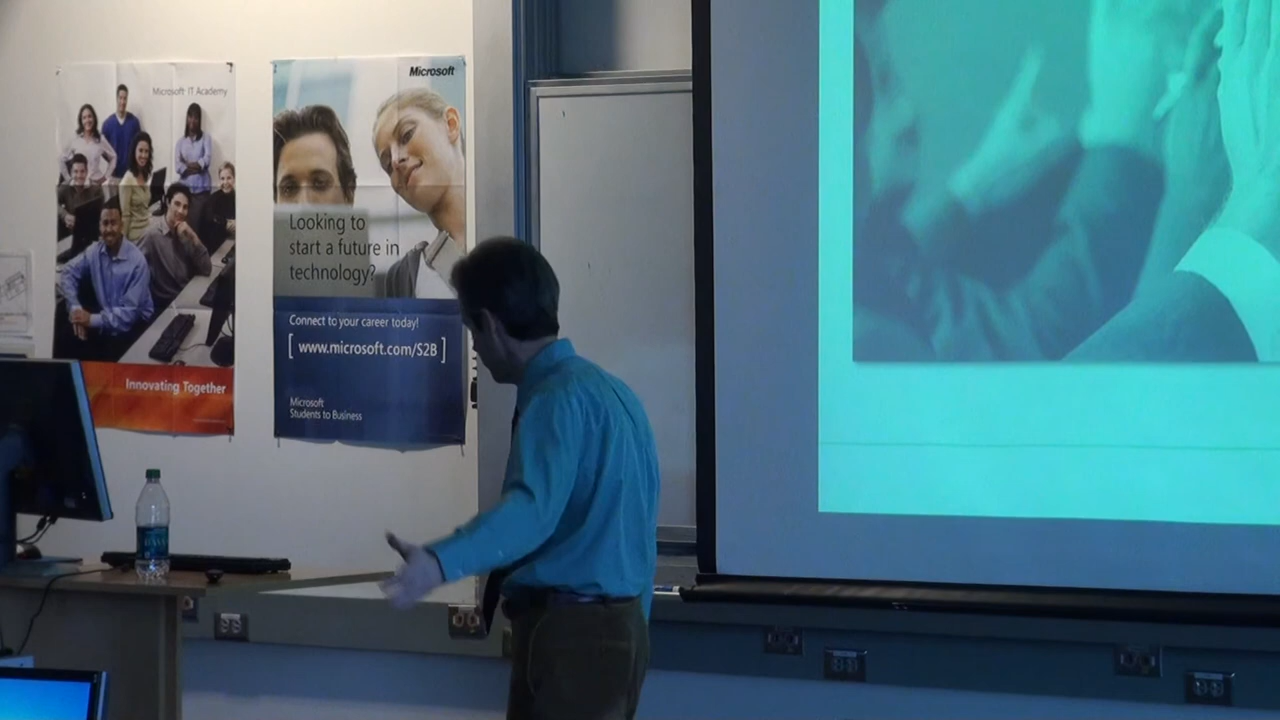 Microsoft IT Academy
Innovating Together
Microsoft
Looking to
start a future in
technology?
Connect to your career today!
[ www.microsoft.com/S2B ]
Microsoft
Students to Business